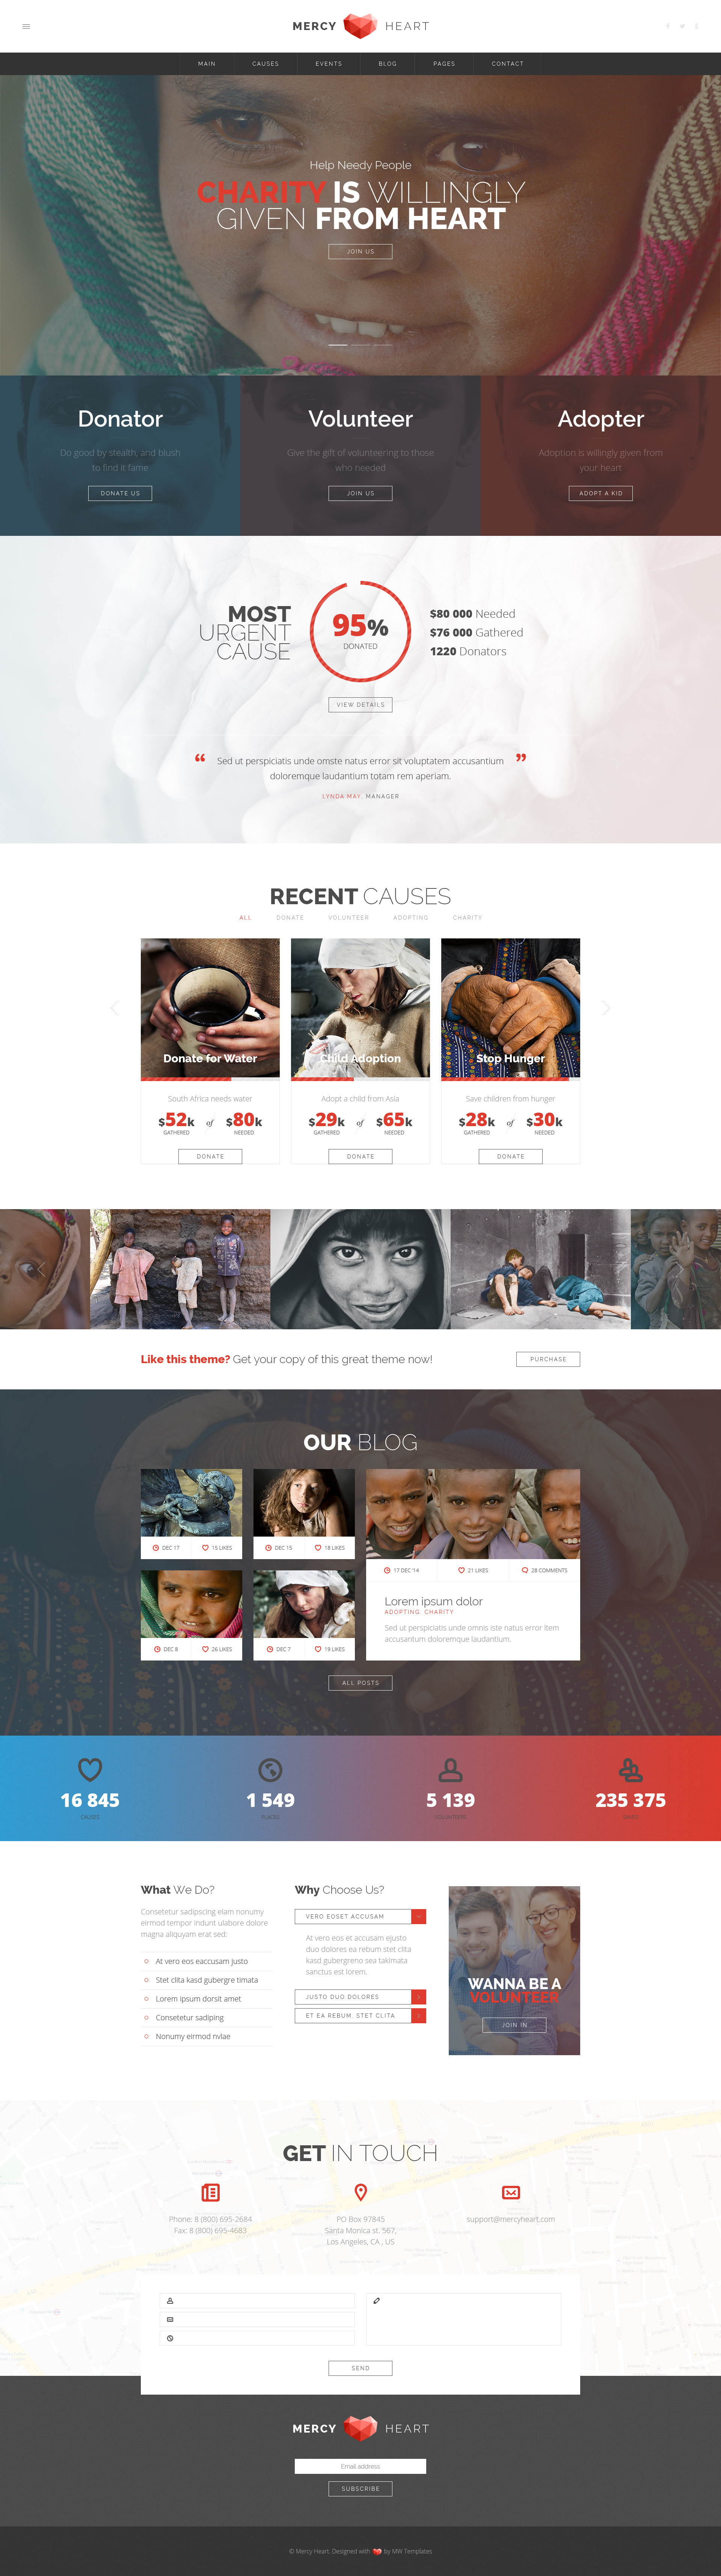 MERCY HEART
MAIN CAUSES EVENTS BLOG PAGES CONTACT
Help Needy People
CHARITY IS WILLINGLY
GIVEN FROM HEART
JOIN US
Donator
Do good by stealth, and blush
to find it fame
DONATE US
Volunteer
Give the gift of volunteering to those
who needed
JOIN US
Adopter
Adoption is willingly given from
your heart
ADOPT A KID
MOST
URGENT
CAUSE
95%
DONATED
$80 000 Needed
$76 000 Gathered
1220 Donators
VIEW DETAILS
“ Sed ut perspiciatis unde omste natus error sit voluptatem accusantium ”
doloremque laudantium totam rem aperiam.
LYNDA MAY, MANAGER
RECENT CAUSES
ALL DONATE VOLUNTEER ADOPTING CHARITY
Donate for Water
South Africa needs water
$52k of $80k
GATHERED NEEDED
DONATE
Child Adoption
Adopt a child from Asia
$29k of $65k
GATHERED NEEDED
DONATE
Stop Hunger
Save children from hunger
$28k of $30k
GATHERED NEEDED
DONATE
Like this theme? Get your copy of this great theme now!
PURCHASE
OUR BLOG
DEC 17 15 LIKES
DEC 15 18 LIKES
DEC 8 26 LIKES
DEC 7 19 LIKES
17 DEC '14 21 LIKES 28 COMMENTS
Lorem ipsum dolor
ADOPTING, CHARITY
Sed ut perspiciatis unde omnis iste natus error Item
accusantum doloremque laudantium.
ALL POSTS
16 845
CAUSES
1 549
PLACES
5 139
VOLUNTEERS
235 375
What We Do?
Consetetur sadipscing elam nonumy
eirmod tempor indunt ulabore dolore
magna aliquyam erat sed:
At vero eos eaccusam justo
Stet clita kasd gubergre timata
Lorem ipsum dorsit amet
Consetetur sadiping
Nonumy eirmod nvlae
Why Choose Us?
VERO EOSET ACCUSAM
At vero eos et accusam ejusto
duo dolores ea rebum stet clita
kasd gubergreno sea takimata
sanctus est lorem.
JUSTO DUO DOLORES
ET EA REBUM. STET CLITA
WANNA BE A
VOLUNTEER
JOIN IN
GET IN TOUCH
Phone: 8 (800) 695-2684
Fax: 8 (800) 695-4683
PO Box 97845
Santa Monica st. 567,
Los Angeles, CA , US
support@mercyheart.com
SEND
MERCY HEART
Email address
SUBSCRIBE
© Mercy Heart. Designed with by MW Templates